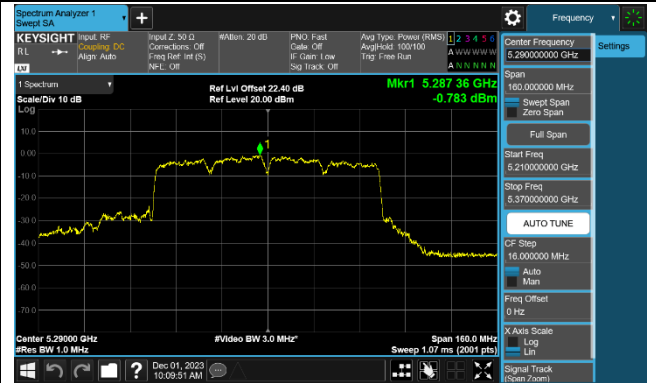 Spectrum Analyzer 1
Swept SA
Frequency
KEYSIGHT
RL
LXI
Input: RF
Coupling: DC
Align: Auto
Input Z: 50 Ω
Corrections: Off
Freq Ref: Int (S)
NFE: Off
#Atten: 20 dB
PNO: Fast
Gate: Off
IF Gain: Low
Sig Track: Off
Avg Type: Power (RMS)
Avg|Hold: 100/100
Trig: Free Run
1 2 3 4 5 6
A W W W W W
A N N N N N
1 Spectrum
Scale/Div 10 dB
Log
Ref Lvl Offset 22.40 dB
Ref Level 20.00 dBm
Mkr1 5.287 36 GHz
-0.783 dBm
1
10.0
0.00
-10.0
-20.0
-30.0
-40.0
-50.0
-60.0
-70.0
Center 5.29000 GHz
#Res BW 1.0 MHz
#Video BW 3.0 MHz*
Span 160.0 MHz
Sweep 1.07 ms (2001 pts)
Center Frequency
5.290000000 GHz
Settings
Span
160.000000 MHz
Swept Span
Zero Span
Full Span
Start Freq
5.210000000 GHz
Stop Freq
5.370000000 GHz
AUTO TUNE
CF Step
16.000000 MHz
Auto
Man
Freq Offset
0 Hz
X Axis Scale
Log
Lin
Signal Track
(Span Zoom)
?
Dec 01, 2023
10:09:51 AM